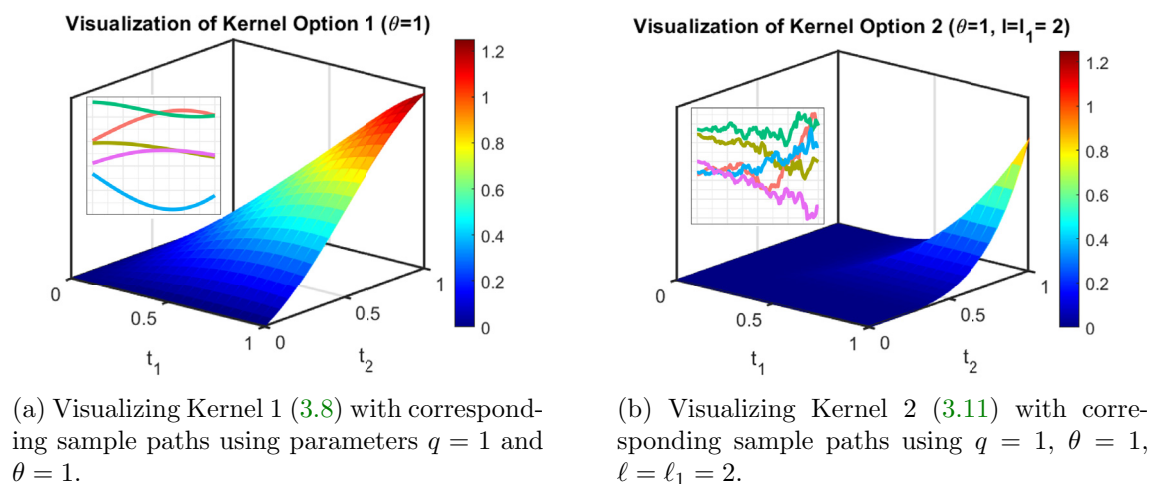 Visualization of Kernel Option 1 (θ=1)
1.2
1
0.8
0.6
0.4
0.2
0
0
0.5
1
t1
0
0.5
1
t2
Visualization of Kernel Option 2 (θ=1, l=l1= 2)
1.2
1
0.8
0.6
0.4
0.2
0
0
0.5
1
t1
0
0.5
1
t2
(a) Visualizing Kernel 1 (3.8) with correspond-
ing sample paths using parameters q = 1 and
θ = 1.
(b) Visualizing Kernel 2 (3.11) with corre-
sponding sample paths using q = 1, θ = 1,
ℓ = ℓ1 = 2.